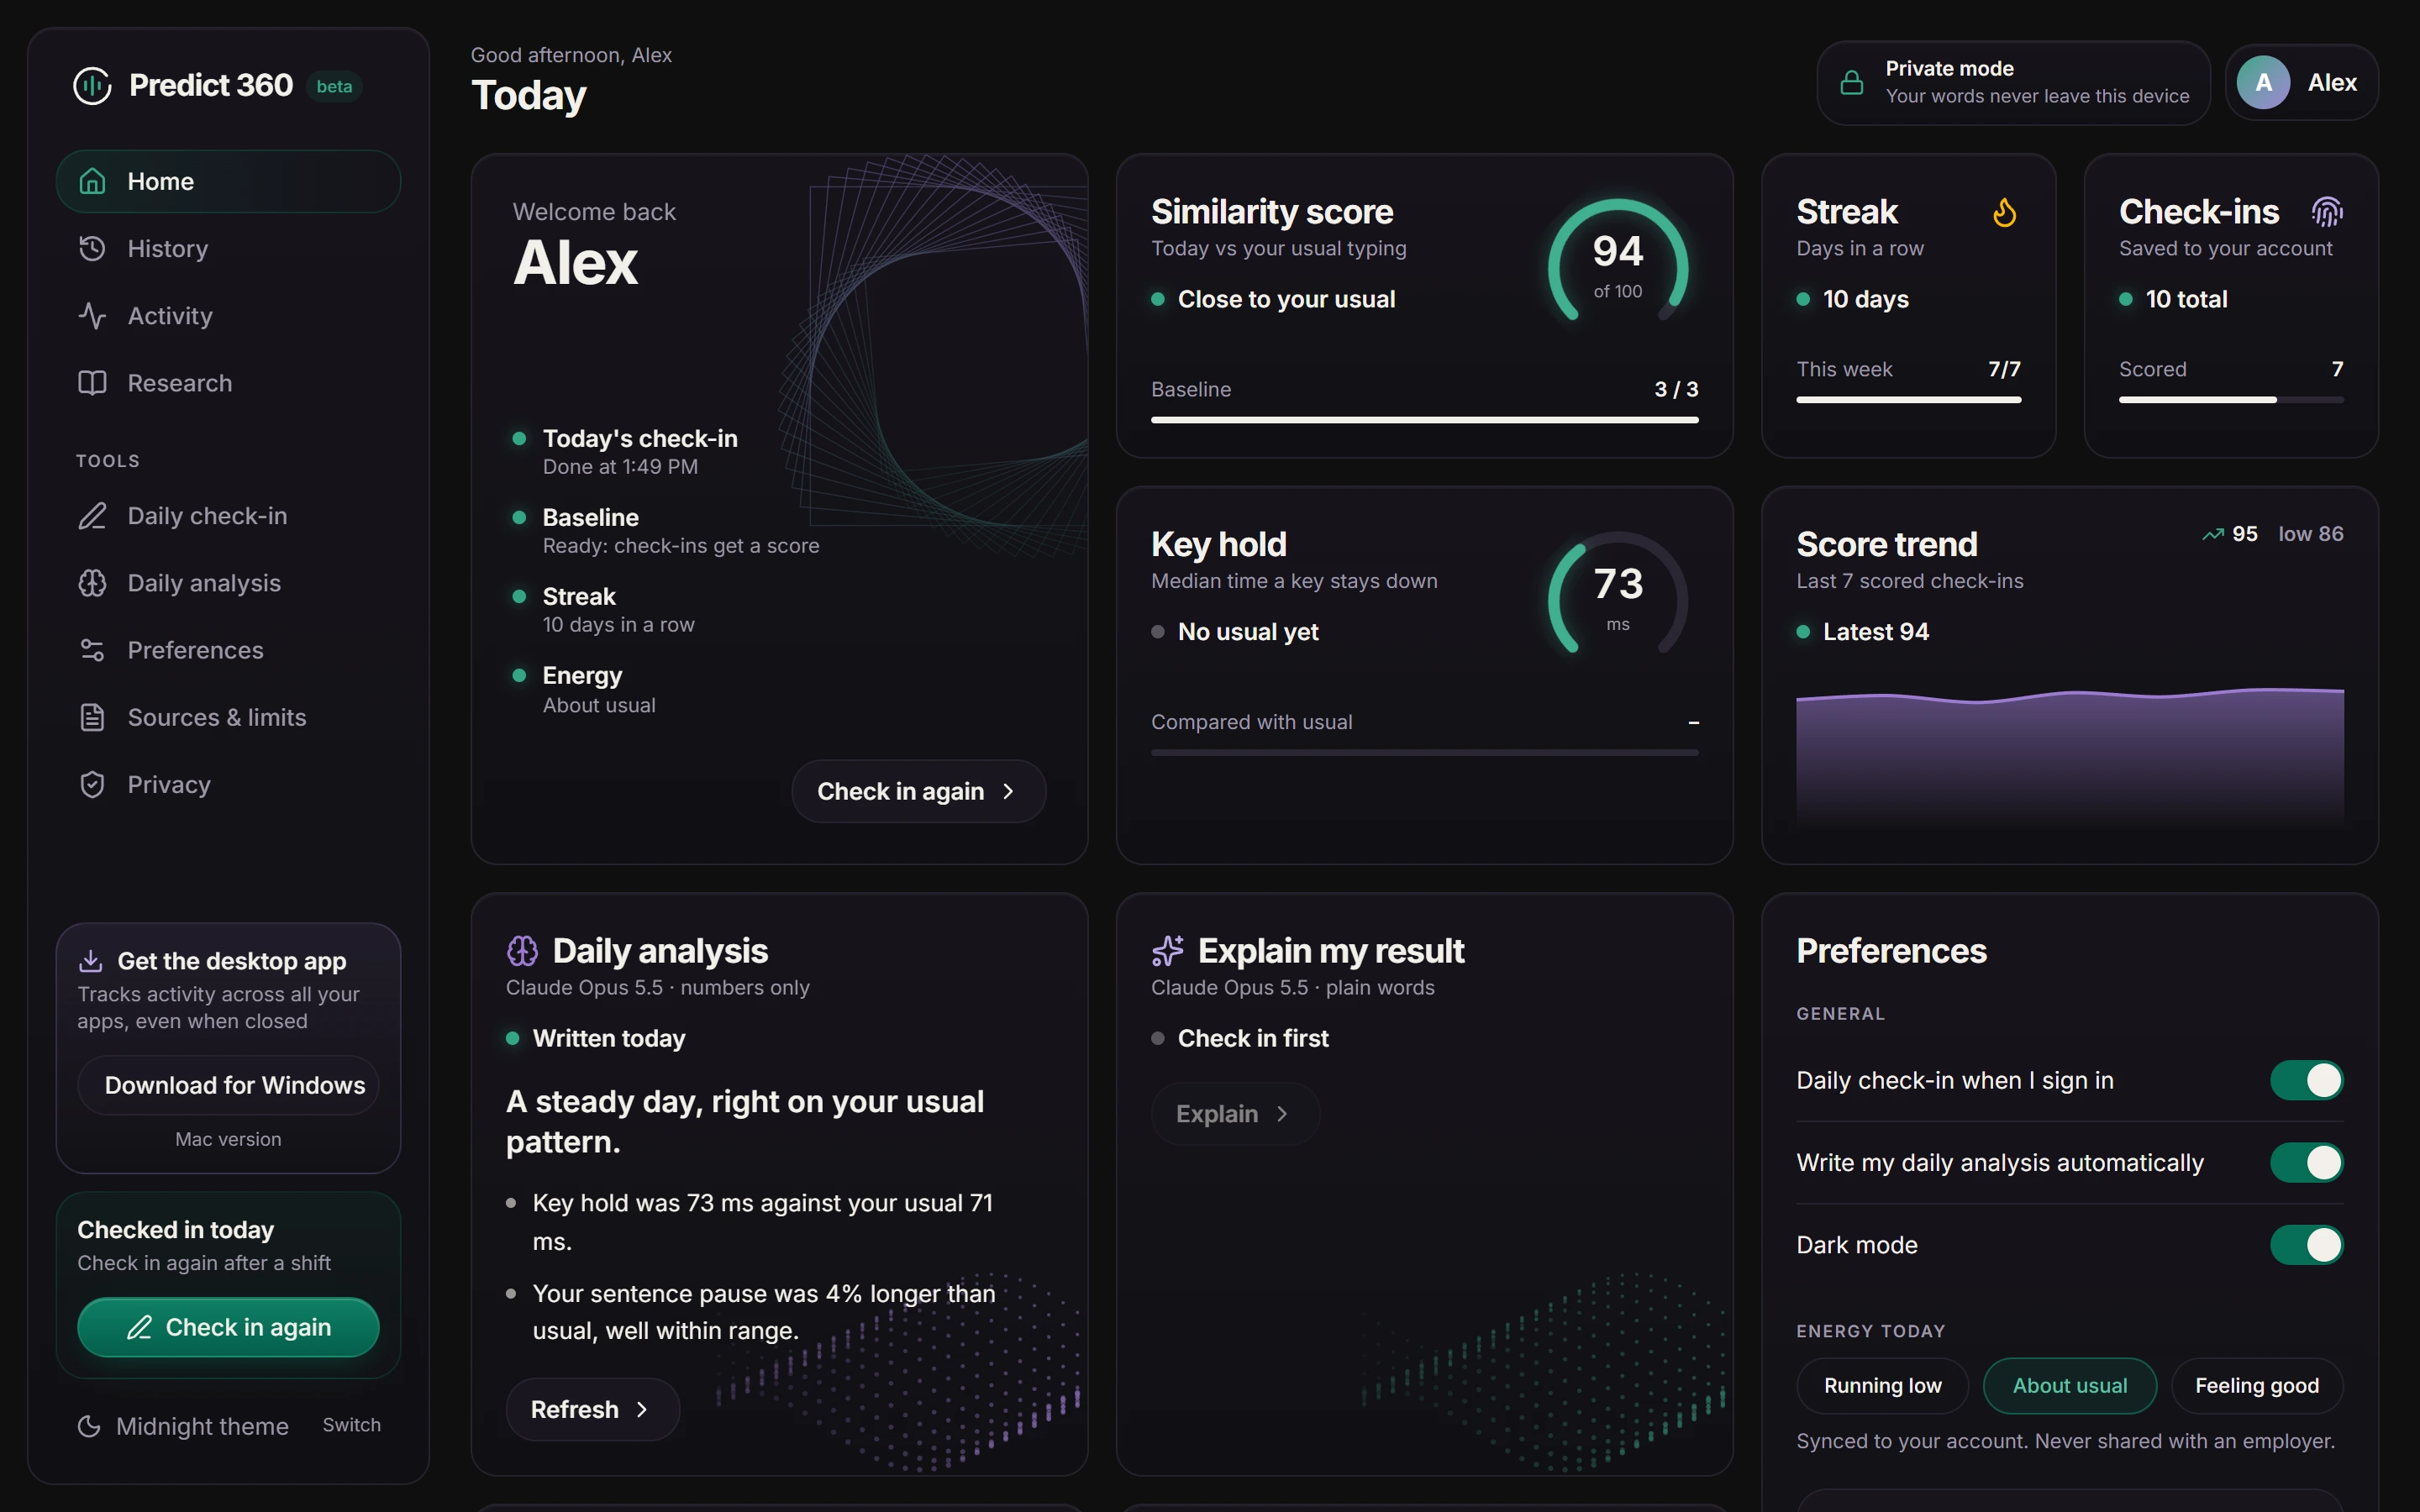 Predict 360 beta
Home
History
Activity
Research
TOOLS
Daily check-in
Daily analysis
Preferences
Sources & limits
Privacy
Get the desktop app
Tracks activity across all your
apps, even when closed
Download for Windows
Mac version
Checked in today
Check in again after a shift
Check in again
Midnight theme Switch
Good afternoon, Alex
Today
Private mode
Your words never leave this device
A Alex
Welcome back
Alex
Today's check-in
Done at 1:49 PM
Baseline
Ready: check-ins get a score
Streak
10 days in a row
Energy
About usual
Check in again
Similarity score
Today vs your usual typing
Close to your usual
94
of 100
Baseline 3 / 3
Streak
Days in a row
10 days
This week 7/7
Check-ins
Saved to your account
10 total
Scored 7
Key hold
Median time a key stays down
No usual yet
73
ms
Compared with usual –
Score trend
95 low 86
Last 7 scored check-ins
Latest 94
Daily analysis
Claude Opus 5.5 · numbers only
Written today
A steady day, right on your usual
pattern.
Key hold was 73 ms against your usual 71
ms.
Your sentence pause was 4% longer than
usual, well within range.
Refresh
Explain my result
Claude Opus 5.5 · plain words
Check in first
Explain
Preferences
GENERAL
Daily check-in when I sign in
Write my daily analysis automatically
Dark mode
ENERGY TODAY
Running low About usual Feeling good
Synced to your account. Never shared with an employer.